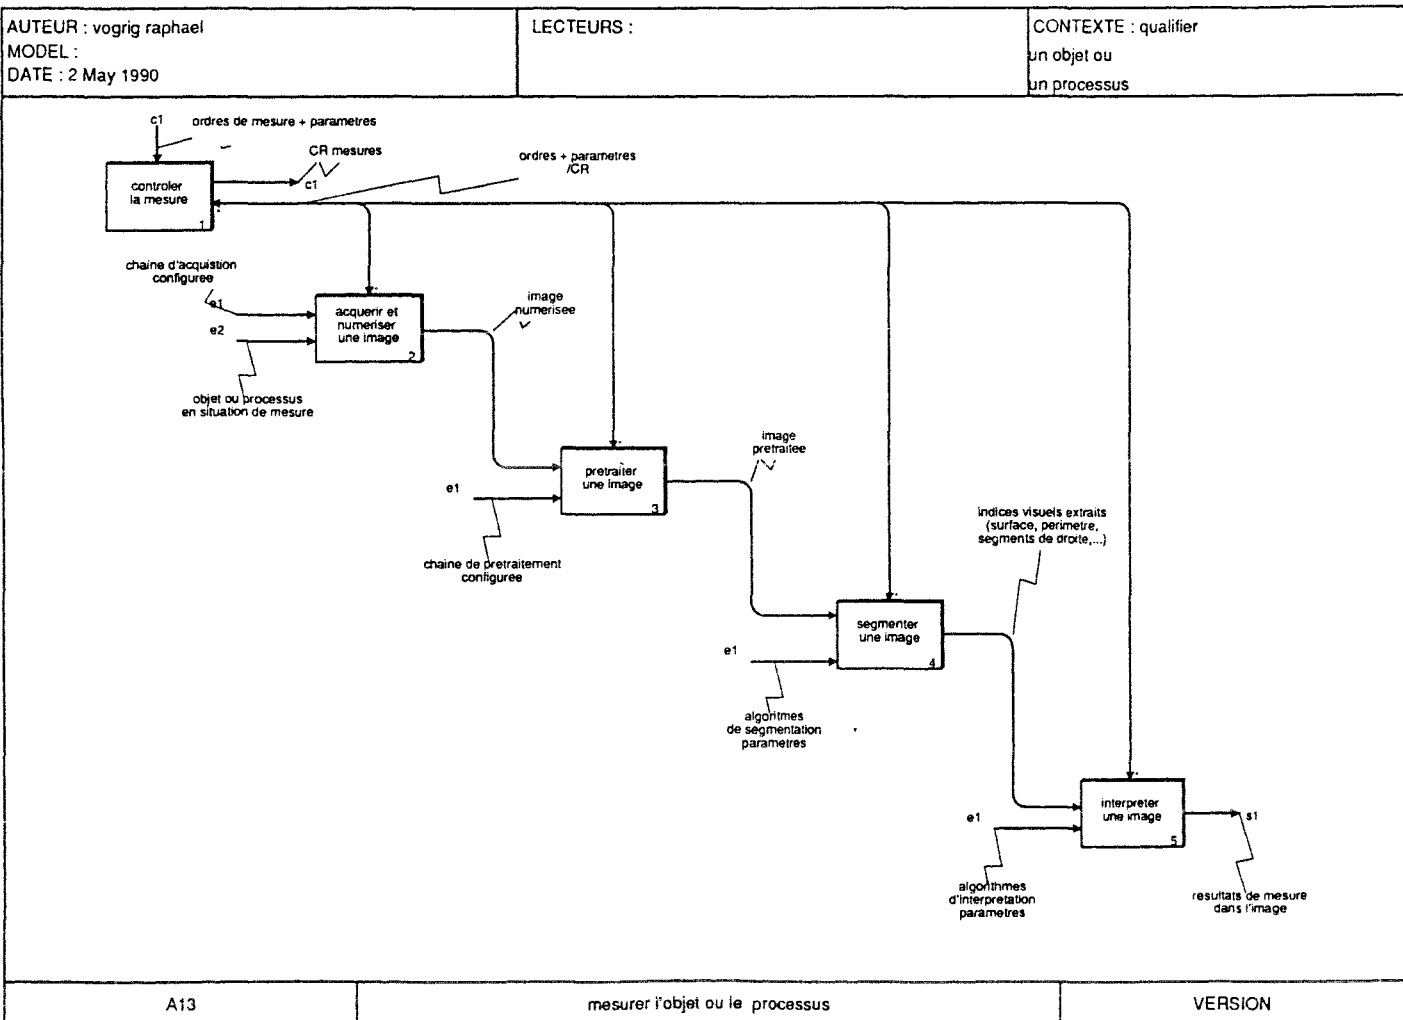 AUTEUR : vogrig raphael
MODEL :
DATE : 2 May 1990
LECTEURS :
CONTEXTE : qualifier
un objet ou
un processus
c1
ordres de mesure + parametres
CR mesures
c1
ordres + parametres
/CR
controler
la mesure
1
chaine d'acquistion
configuree
e1
e2
acquerir et
numeriser
une image
2
image
numerisee
objet ou processus
en situation de mesure
image
pretraitee
pretraiter
une image
3
e1
chaine de pretraitement
configuree
indices visuels extraits
(surface, perimetre,
segments de droite,...)
segmenter
une image
4
e1
algoritmes
de segmentation
parametres
interpreter
une image
5
e1
s1
algorithmes
d'interpretation
parametres
resultats de mesure
dans l'image
A13
mesurer l'objet ou le processus
VERSION